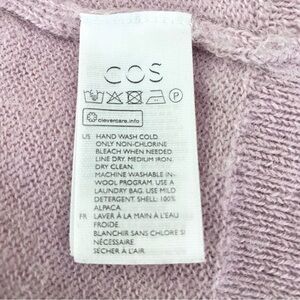 COS
P
clevercare.info
US HAND WASH COLD.
ONLY NON-CHLORINE
BLEACH WHEN NEEDED.
LINE DRY. MEDIUM IRON.
DRY CLEAN.
MACHINE WASHABLE IN
WOOL PROGRAM. USE A
LAUNDRY BAG. USE MILD
DETERGENT. SHELL: 100%
ALPACA.
FR LAVER À LA MAIN À L'EAU
FROIDE.
BLANCHIR SANS CHLORE SI
NÉCESSAIRE
SÉCHER À L'AIR